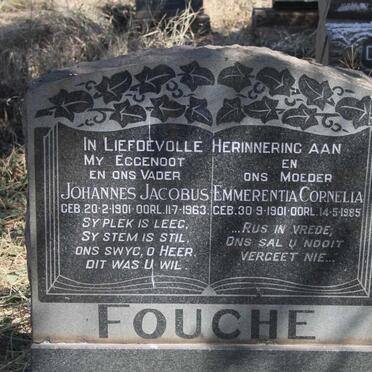 IN LIEFDEVOLLE HERINNERING AAN
MY EGGENOOT
EN ONS VADER
JOHANNES JACOBUS
GEB. 20-2-1901 OORL. 11-7-1963.
SY PLEK IS LEEG,
SY STEM IS STIL,
ONS SWYG, O HEER,
DIT WAS U WIL.
EN
ONS MOEDER
EMMERENTIA CORNELIA
GEB. 30-9-1901 OORL. 14-5-1985
...RUS IN VREDE,
ONS SAL U NOOIT
VERGEET NIE...
FOUCHE